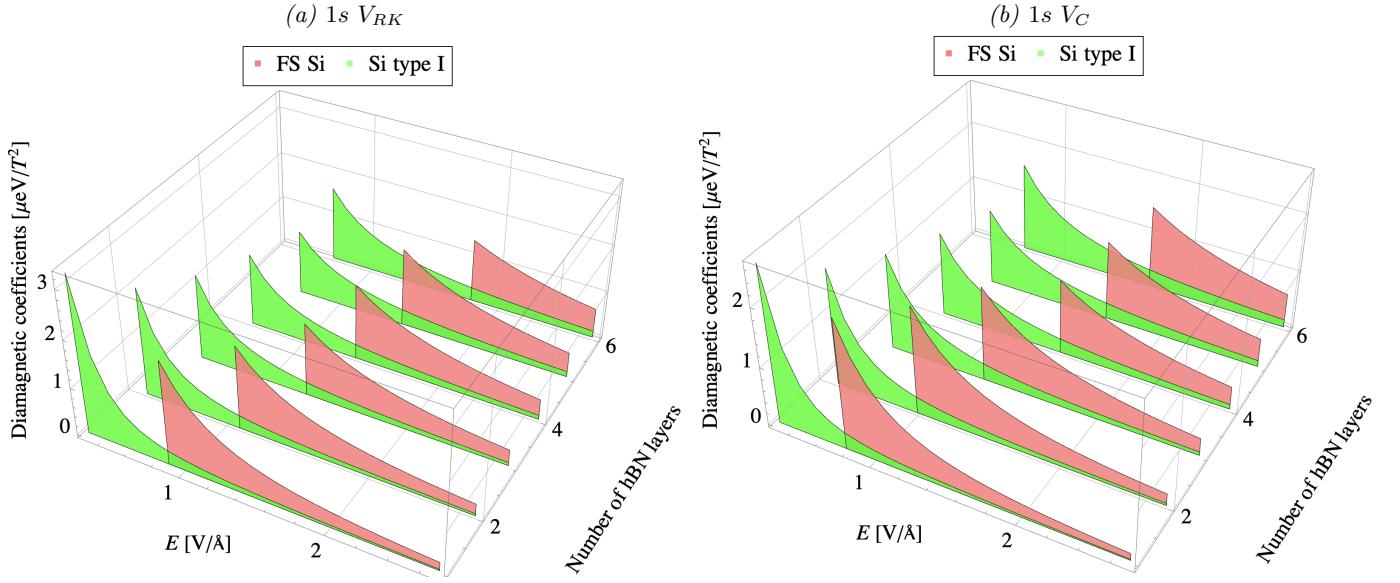 (a) 1s V_{RK}
FS Si Si type I
Diamagnetic coefficients [μeV/T²]
3
2
1
0
1
2
E [V/Å]
2
4
6
Number of hBN layers
(b) 1s V_C
FS Si Si type I
Diamagnetic coefficients [μeV/T²]
2
1
0
1
2
E [V/Å]
2
4
6
Number of hBN layers